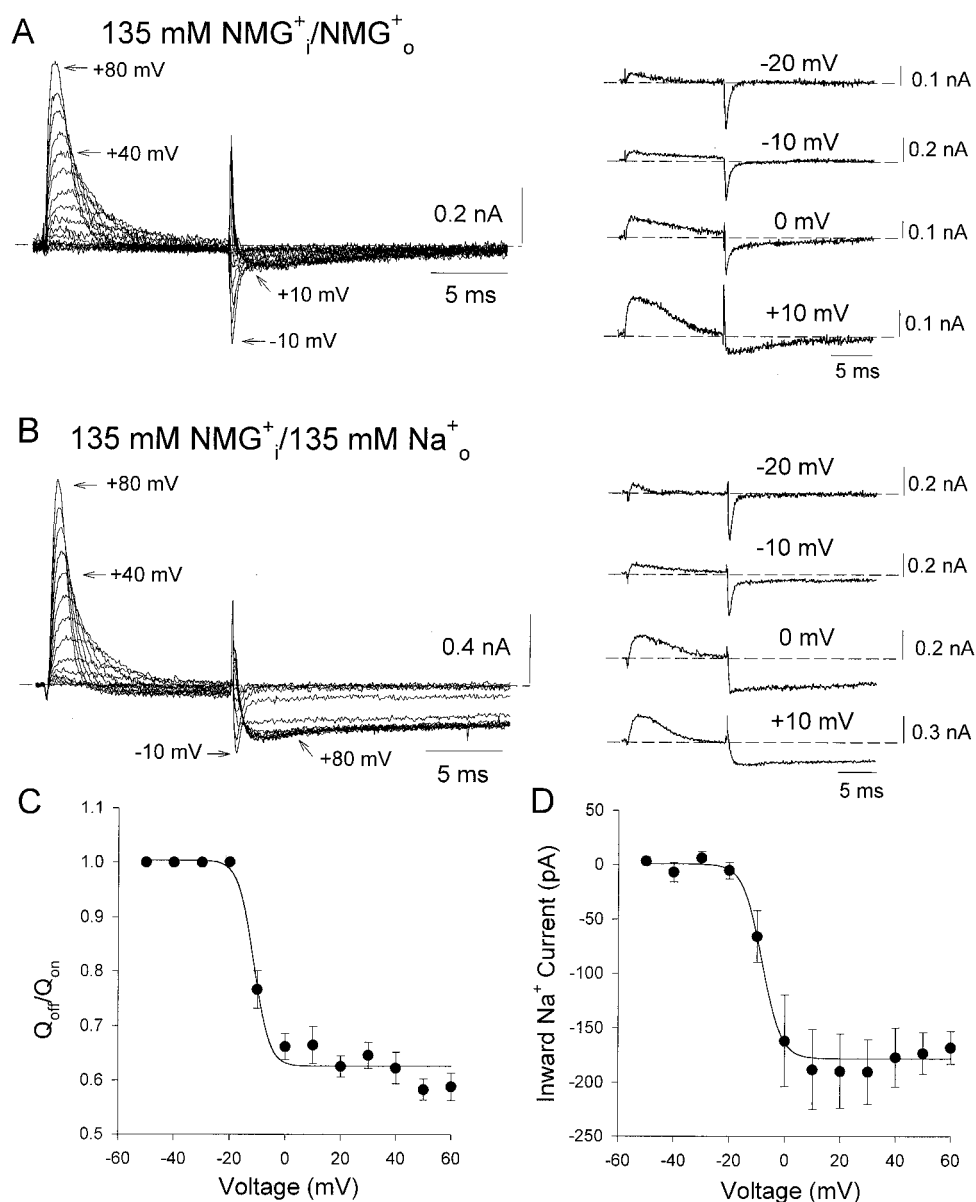 A
135 mM NMG⁺ᵢ/NMG⁺ₒ
+80 mV
+40 mV
0.2 nA
5 ms
+10 mV
-10 mV
-20 mV
0.1 nA
-10 mV
0.2 nA
0 mV
0.1 nA
+10 mV
0.1 nA
5 ms
B
135 mM NMG⁺ᵢ/135 mM Na⁺ₒ
+80 mV
+40 mV
0.4 nA
-10 mV
+80 mV
5 ms
-20 mV
0.2 nA
-10 mV
0.2 nA
0 mV
0.2 nA
+10 mV
0.3 nA
5 ms
C
1.1
1.0
0.9
0.8
0.7
0.6
0.5
Qoff/Qon
-60 -40 -20 0 20 40 60
Voltage (mV)
D
50
0
-50
-100
-150
-200
-250
Inward Na⁺ Current (pA)
-60 -40 -20 0 20 40 60
Voltage (mV)